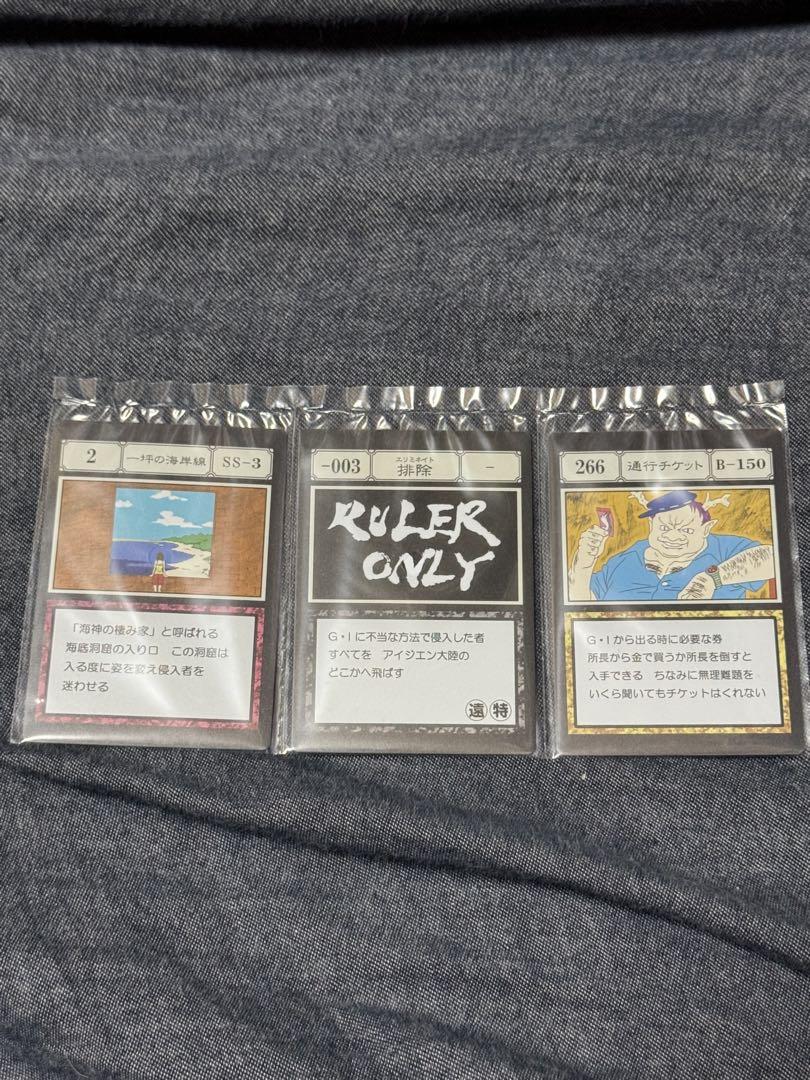 2
一坪の海岸線
SS-3
「海神の棲み家」と呼ばれる
海底洞窟の入り口　この洞窟は
入る度に姿を変え侵入者を
迷わせる
-003
エリミネイト
排除
-
RULER
ONLY
G・Iに不当な方法で侵入した者
すべてを　アイジエン大陸の
どこかへ飛ばす
遠 特
266
通行チケット
B-150
G・Iから出る時に必要な券
所長から金で買うか所長を倒すと
入手できる　ちなみに無理難題を
いくら聞いてもチケットはくれない